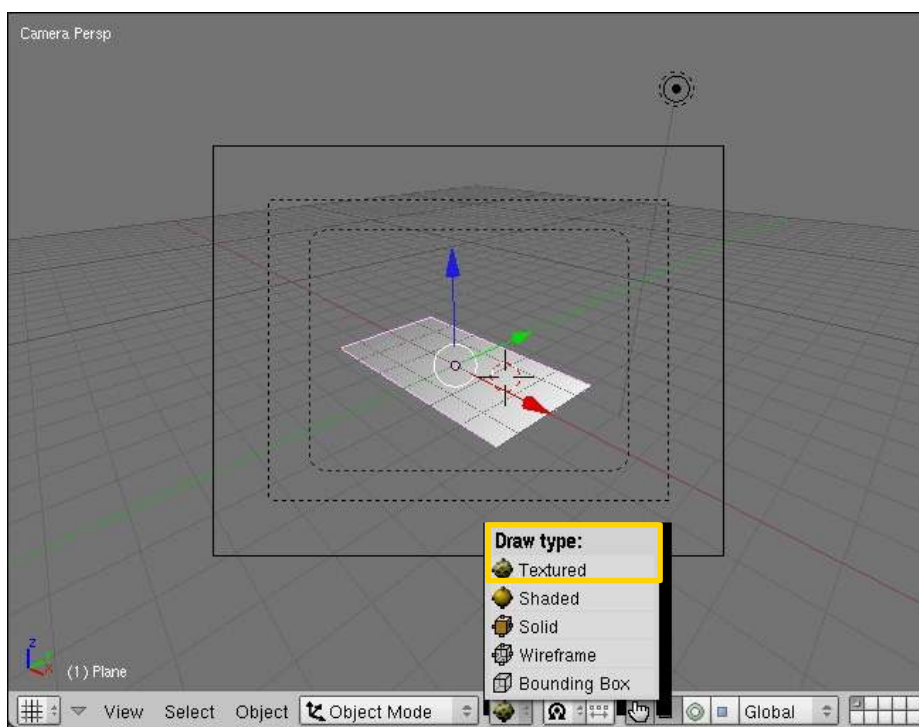 Camera Persp
Draw type:
Textured
Shaded
Solid
Wireframe
Bounding Box
z
(1) Plane
View Select Object Object Mode Global